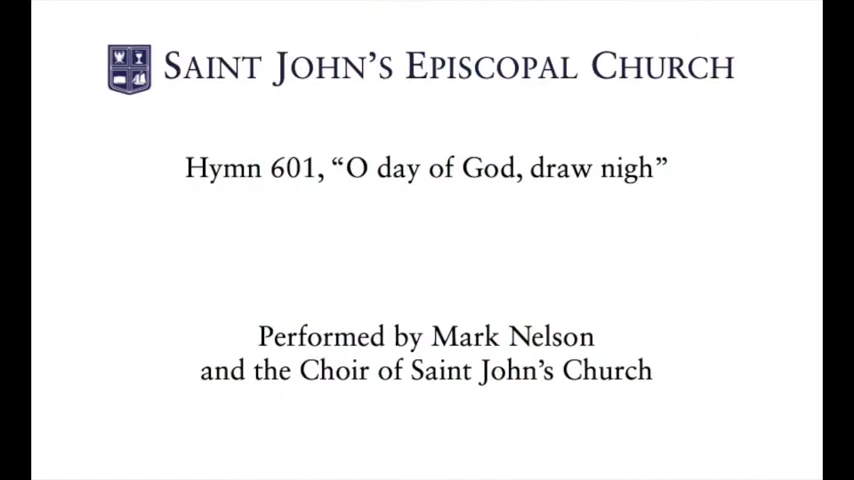 SAINT JOHN'S EPISCOPAL CHURCH
Hymn 601, “O day of God, draw nigh”
Performed by Mark Nelson
and the Choir of Saint John's Church